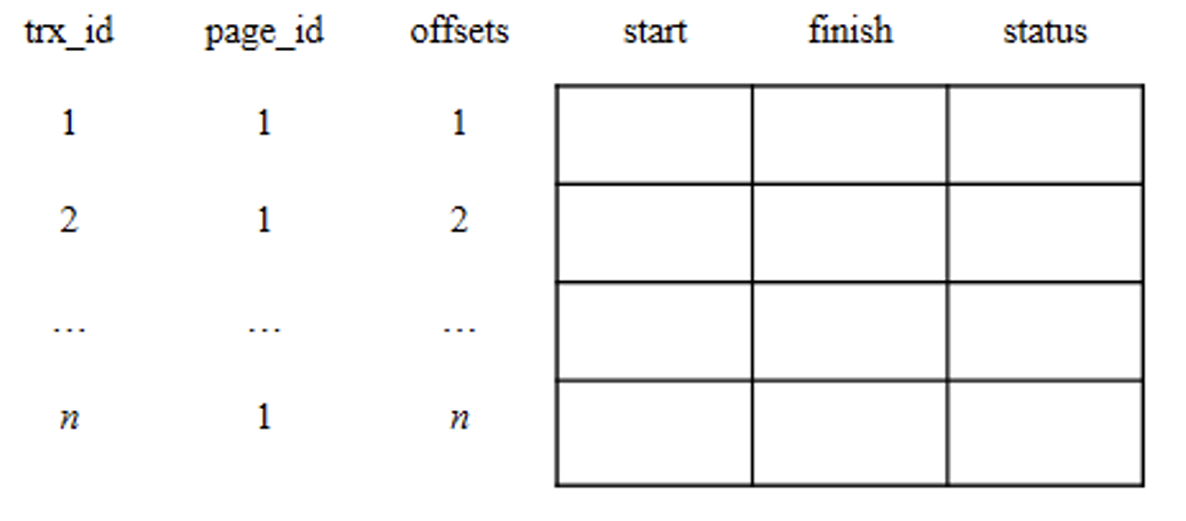 trx_id page_id offsets start finish status
1 1 1
2 1 2
... ... ...
n 1 n